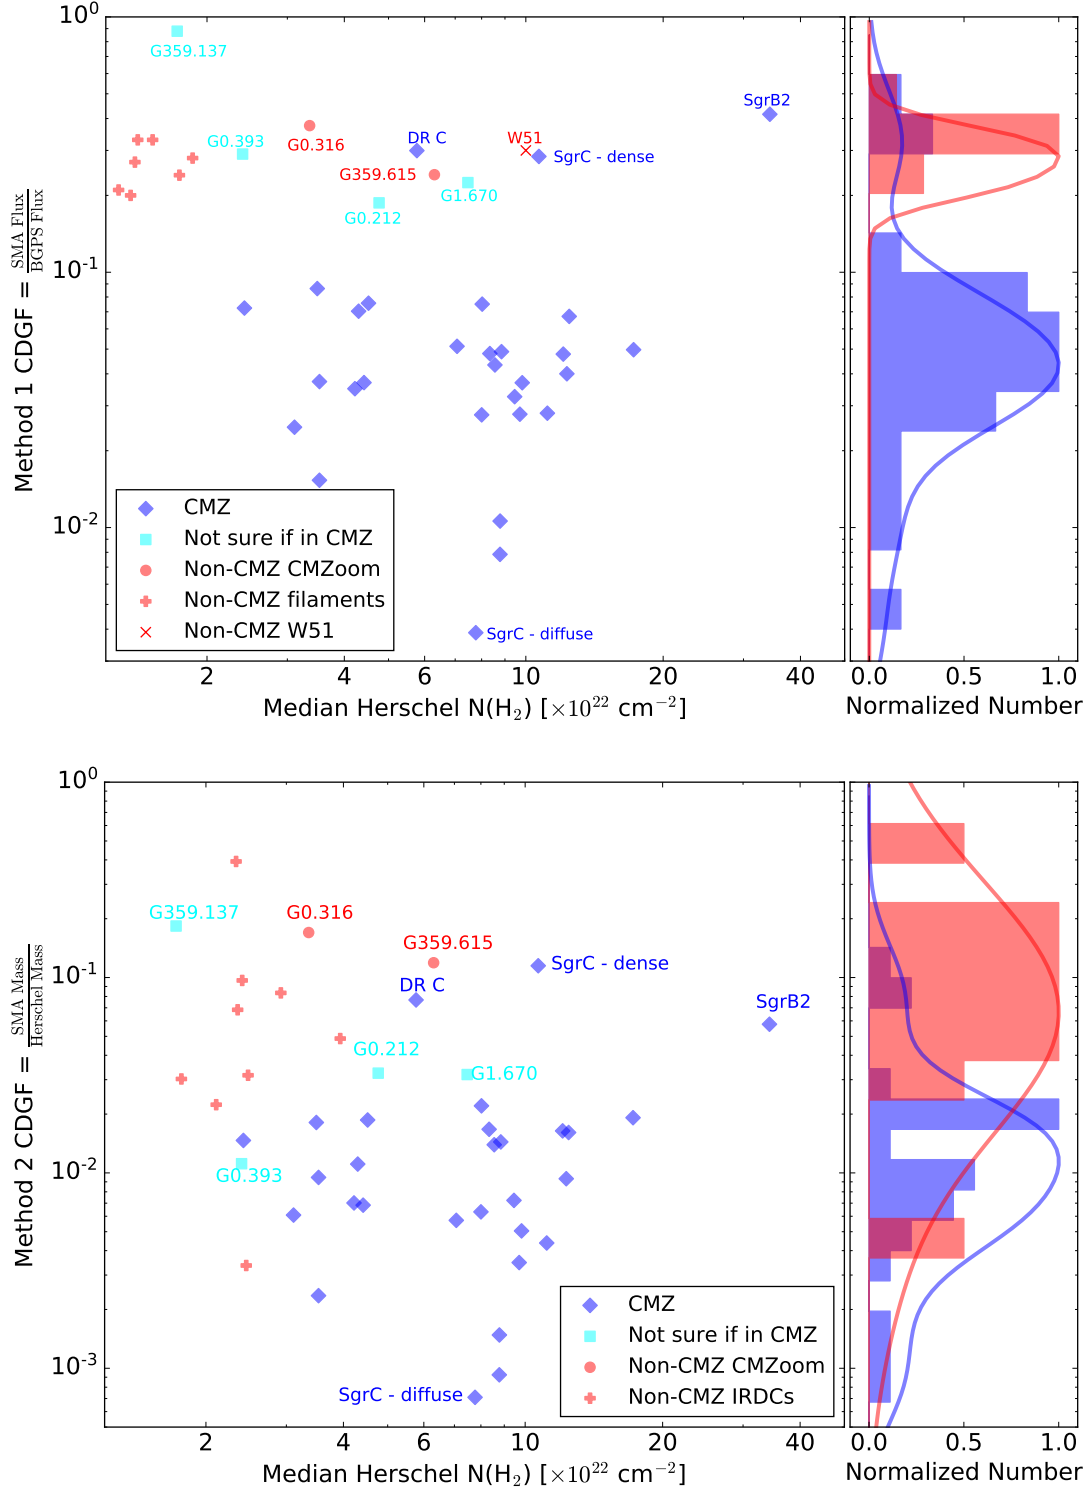 10^0
10^-1
10^-2
Method 1 CDGF = SMA Flux / BGPS Flux
G359.137
SgrB2
G0.393
G0.316
DR C
W51
SgrC - dense
G359.615
G1.670
G0.212
SgrC - diffuse
CMZ
Not sure if in CMZ
Non-CMZ CMZoom
Non-CMZ filaments
Non-CMZ W51
2 4 6 10 20 40
Median Herschel N(H₂) [×10²² cm⁻²]
0.0 0.5 1.0
Normalized Number
10^0
10^-1
10^-2
10^-3
Method 2 CDGF = SMA Mass / Herschel Mass
G359.137
G0.316
G359.615
SgrC - dense
DR C
SgrB2
G0.212
G1.670
G0.393
SgrC - diffuse
CMZ
Not sure if in CMZ
Non-CMZ CMZoom
Non-CMZ IRDCs
2 4 6 10 20 40
Median Herschel N(H₂) [×10²² cm⁻²]
0.0 0.5 1.0
Normalized Number